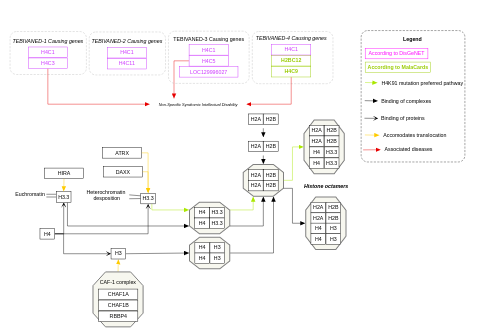 TEBIVANED-1 Causing genes
H4C1
H4C3
TEBIVANED-2 Causing genes
H4C1
H4C11
TEBIVANED-3 Causing genes
H4C1
H4C5
LOC129996037
TEBIVANED-4 Causing genes
H4C1
H2BC12
H4C9
Non-Specific Syndromic Intellectual Disability
Legend
According to DisGeNET
According to MalaCards
H4K91 mutation preferred pathway
Binding of complexes
Binding of proteins
Accomodates translocation
Associated diseases
H2A H2B
H2A H2B
H2A H2B
H2A H2B
H2A H2B
H2A H2B
H4 H3.3
H4 H3.3
Histone octamers
H2A H2B
H2A H2B
H4 H3
H4 H3
ATRX
DAXX
HIRA
Euchromatin
H3.3
Heterochromatin
desposition
H3.3
H4 H3.3
H4 H3.3
H4
H3
H4 H3
H4 H3
CAF-1 complex
CHAF1A
CHAF1B
RBBP4